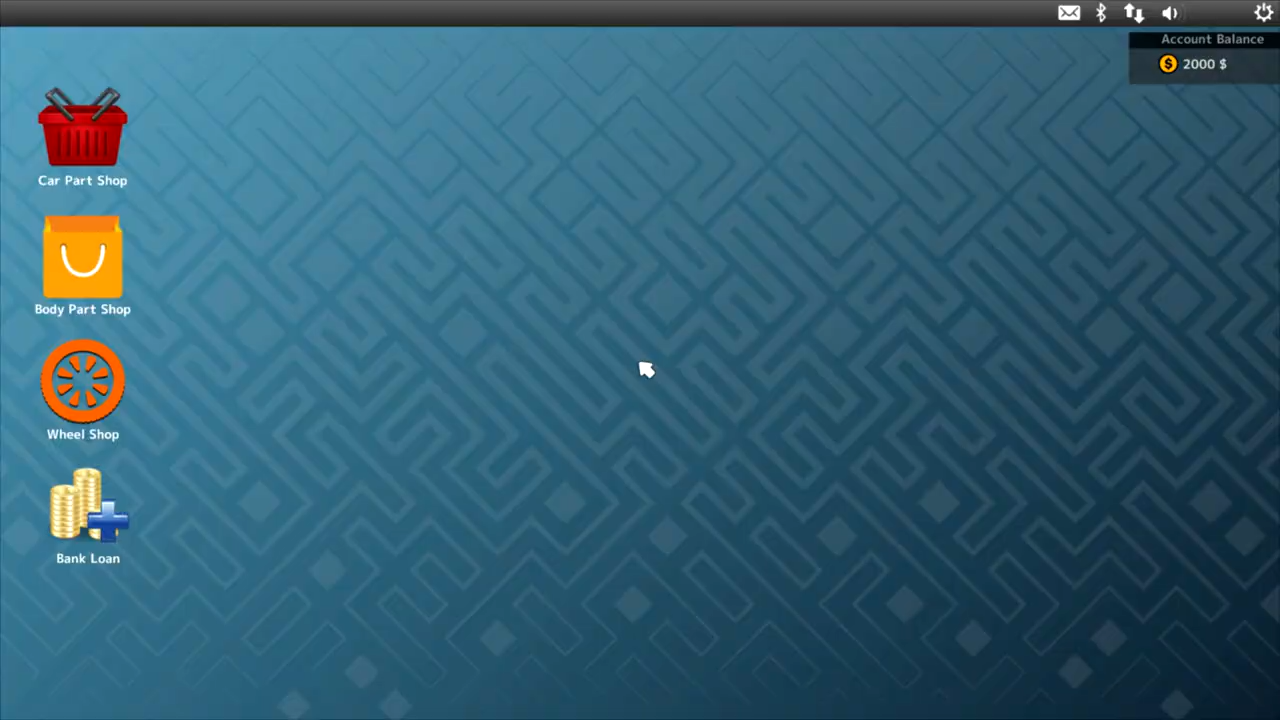 Account Balance
$ 2000 $
Car Part Shop
Body Part Shop
Wheel Shop
Bank Loan